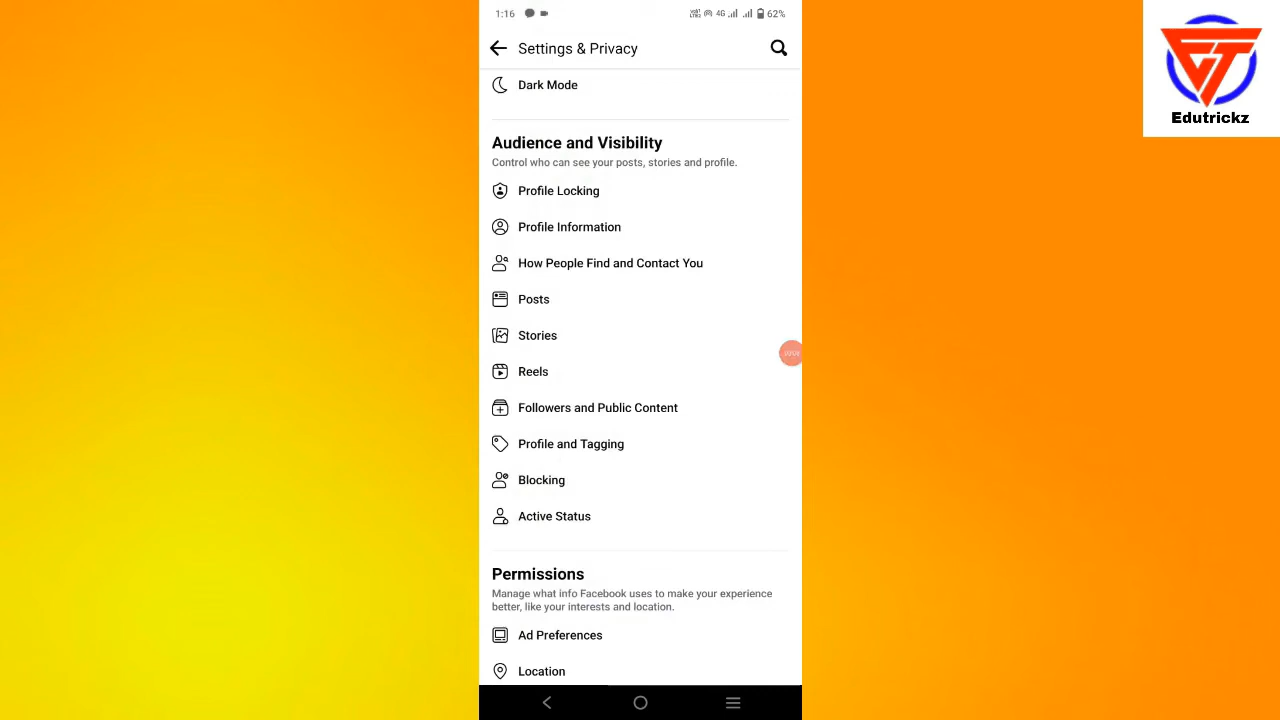 1:16
4G
62%
Settings & Privacy
Dark Mode
Audience and Visibility
Control who can see your posts, stories and profile.
Profile Locking
Profile Information
How People Find and Contact You
Posts
Stories
Reels
Followers and Public Content
Profile and Tagging
Blocking
Active Status
Permissions
Manage what info Facebook uses to make your experience
better, like your interests and location.
Ad Preferences
Location
Edutrickz